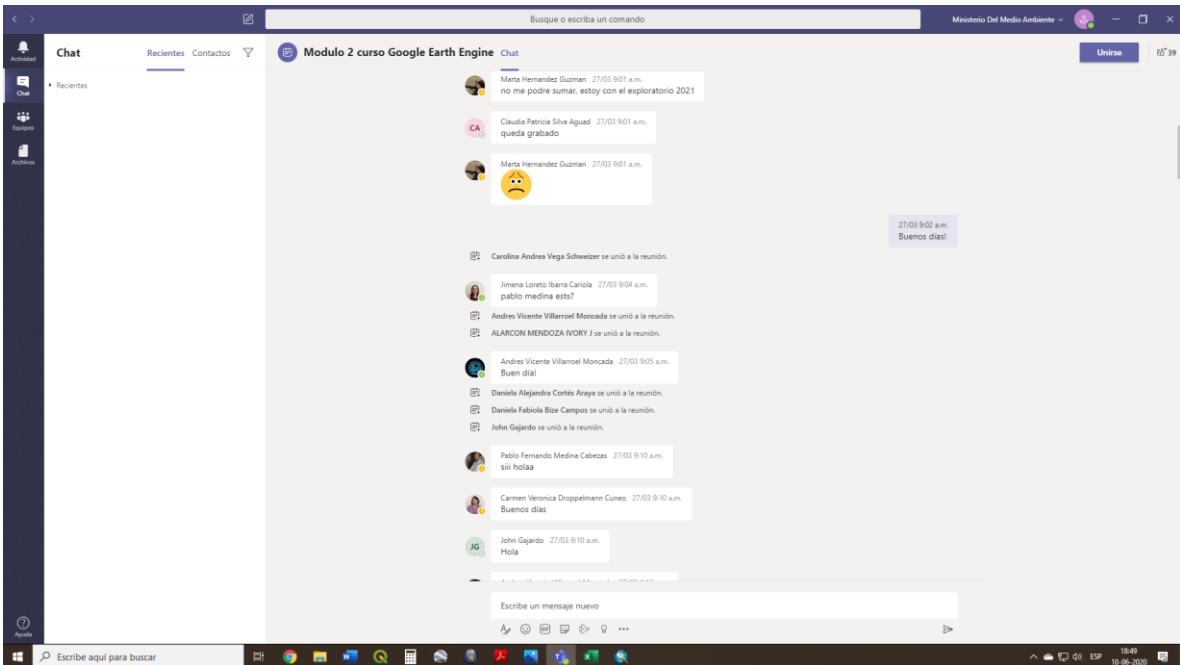 Busque o escriba un comando
Ministerio Del Medio Ambiente
Actividad
Chat
Equipos
Archivos
Ayuda
Chat
Recientes Contactos
Recientes
Modulo 2 curso Google Earth Engine Chat
Unirse
39
Marta Hernandez Guzman 27/03 9:01 a.m.
no me podre sumar, estoy con el exploratorio 2021
CA
Claudia Patricia Silva Aguad 27/03 9:01 a.m.
queda grabado
Marta Hernandez Guzman 27/03 9:01 a.m.
27/03 9:02 a.m.
Buenos días!
Carolina Andrea Vega Schweizer se unió a la reunión.
Jimena Loreto Ibarra Cariola 27/03 9:04 a.m.
pablo medina ests?
Andres Vicente Villarroel Moncada se unió a la reunión.
ALARCON MENDOZA IVORY J se unió a la reunión.
Andres Vicente Villarroel Moncada 27/03 9:05 a.m.
Buen día!
Daniela Alejandra Cortés Araya se unió a la reunión.
Daniela Fabiola Bize Campos se unió a la reunión.
John Gajardo se unió a la reunión.
Pablo Fernando Medina Cabezas 27/03 9:10 a.m.
siii holaa
Carmen Veronica Droppelmann Cuneo 27/03 9:10 a.m.
Buenos días
JG
John Gajardo 27/03 9:10 a.m.
Hola
Escribe un mensaje nuevo
GIF
Escribe aquí para buscar
ESP
18:49
10-06-2020